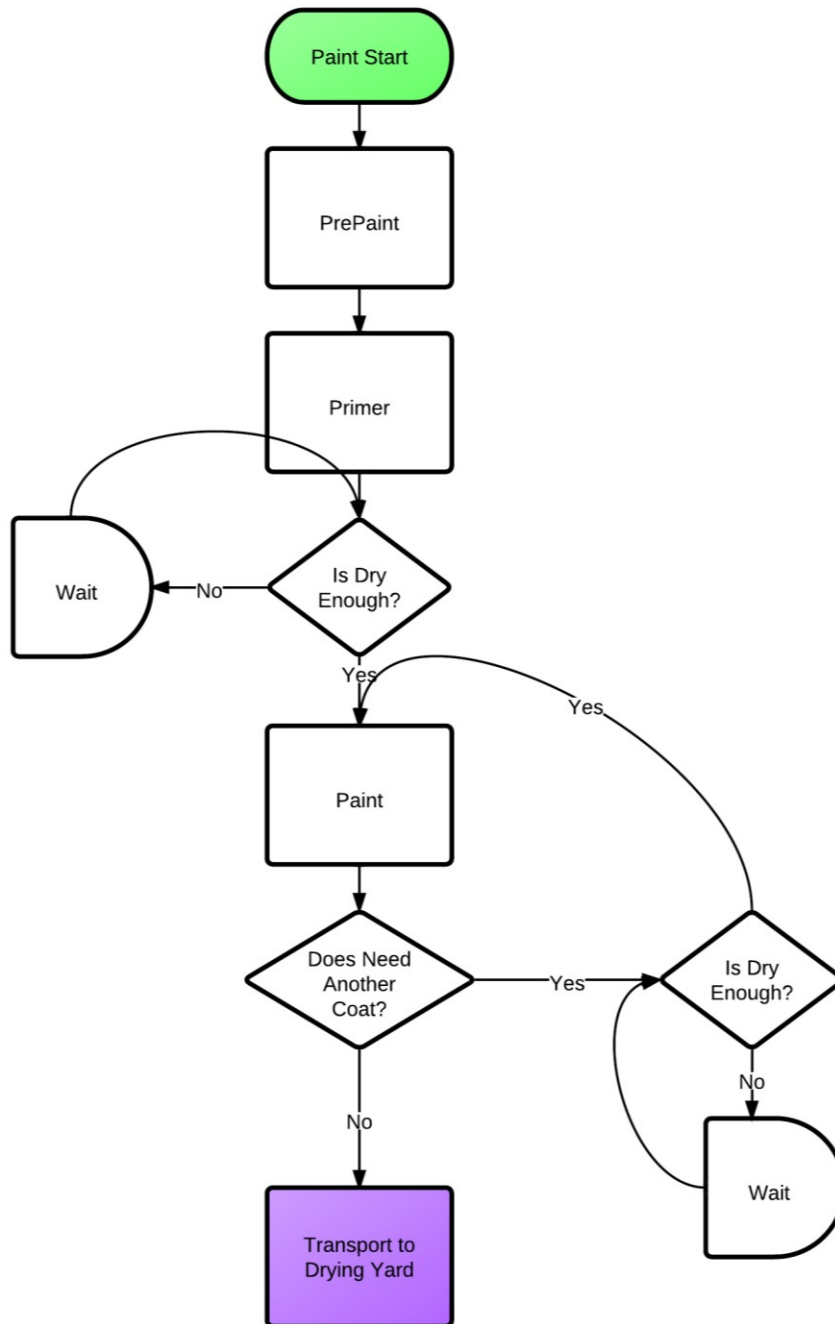 Paint Start
PrePaint
Primer
Is Dry
Enough?
No
Wait
Yes
Paint
Yes
Does Need
Another
Coat?
Yes
Is Dry
Enough?
No
Wait
No
Transport to
Drying Yard